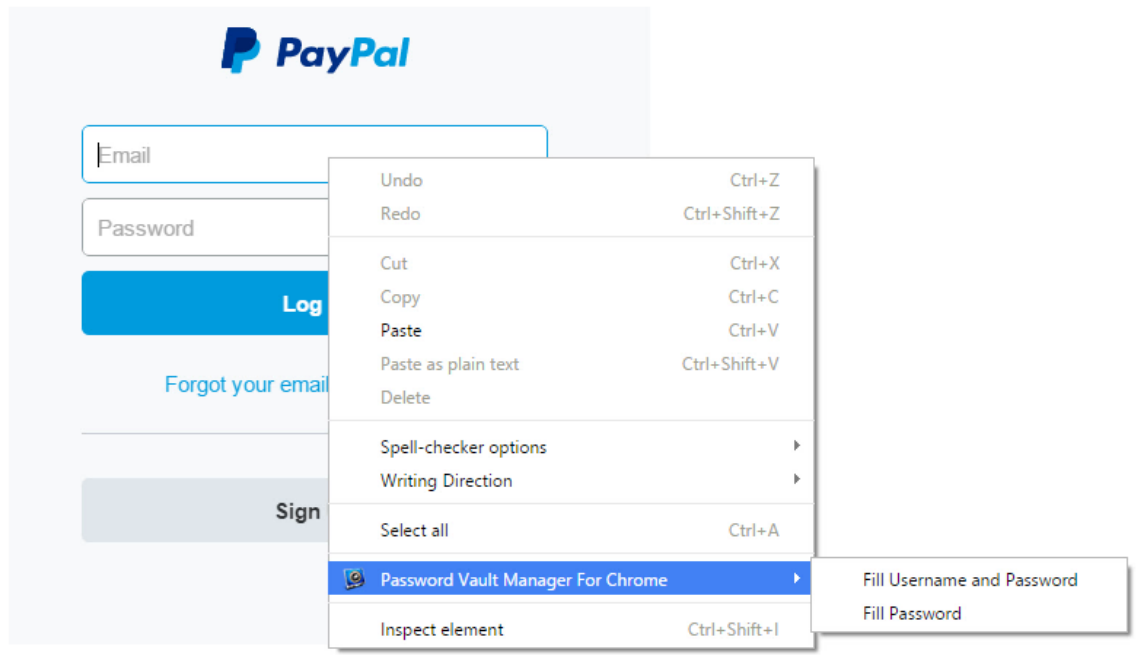 PayPal
Email
Password
Log
Forgot your email
Sign
Undo Ctrl+Z
Redo Ctrl+Shift+Z
Cut Ctrl+X
Copy Ctrl+C
Paste Ctrl+V
Paste as plain text Ctrl+Shift+V
Delete
Spell-checker options
Writing Direction
Select all Ctrl+A
Password Vault Manager For Chrome
Fill Username and Password
Fill Password
Inspect element Ctrl+Shift+I